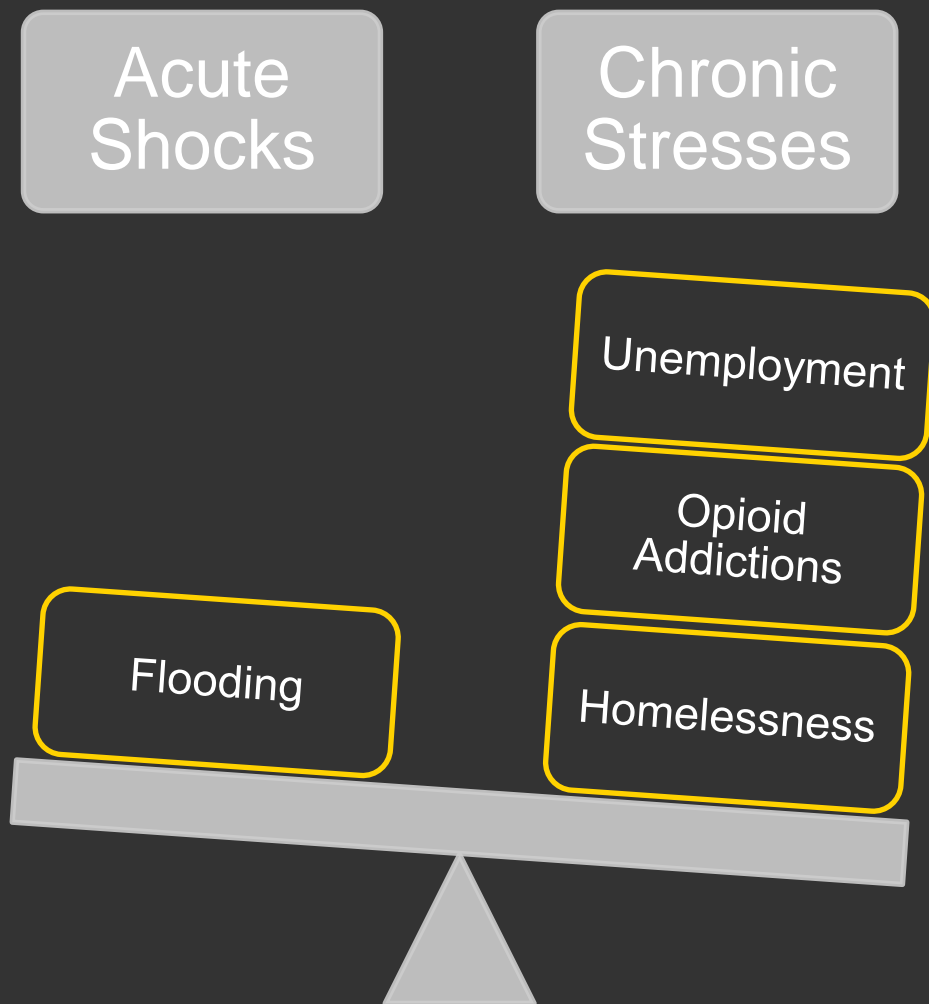 Acute
Shocks
Chronic
Stresses
Unemployment
Opioid
Addictions
Flooding
Homelessness